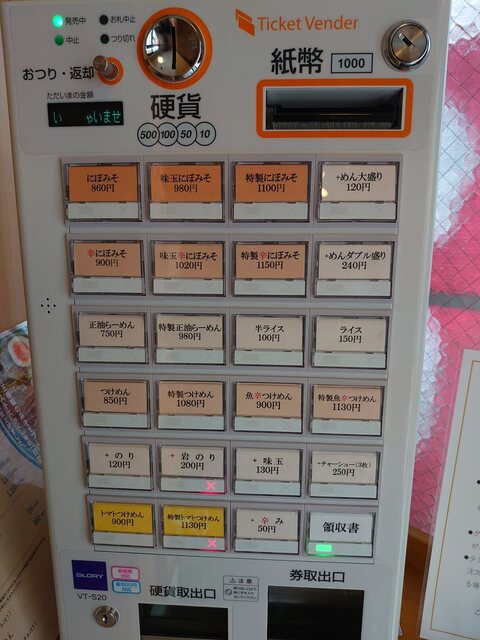 発売中
お札中止
中止
つり切れ
おつり・返却
Ticket Vender
紙幣
1000
ただいまの金額
い ゃいませ
硬貨
500 100 50 10
にぼみそ
860円
味玉にぼみそ
980円
特製にぼみそ
1100円
+めん大盛り
120円
辛にぼみそ
900円
味玉辛にぼみそ
1020円
特製辛にぼみそ
1150円
+めんダブル盛り
240円
正油らーめん
750円
特製正油らーめん
980円
半ライス
100円
ライス
150円
つけめん
850円
特製つけめん
1080円
魚辛つけめん
900円
特製魚辛つけめん
1130円
+ のり
120円
+ 岩のり
200円
+ 味玉
130円
+チャーシュー(3枚)
250円
トマトつけめん
900円
特製トマトつけめん
1130円
+ 辛み
50円
領収書
GLORY
VT-S20
硬貨取出口
注意
券取出口